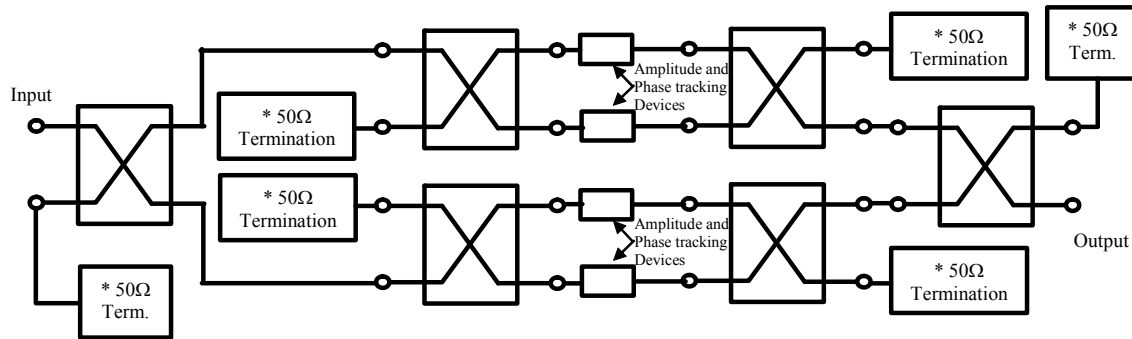 Input
* 50Ω
Termination
* 50Ω
Termination
* 50Ω
Term.
Amplitude and
Phase tracking
Devices
Amplitude and
Phase tracking
Devices
* 50Ω
Termination
* 50Ω
Term.
* 50Ω
Termination
Output